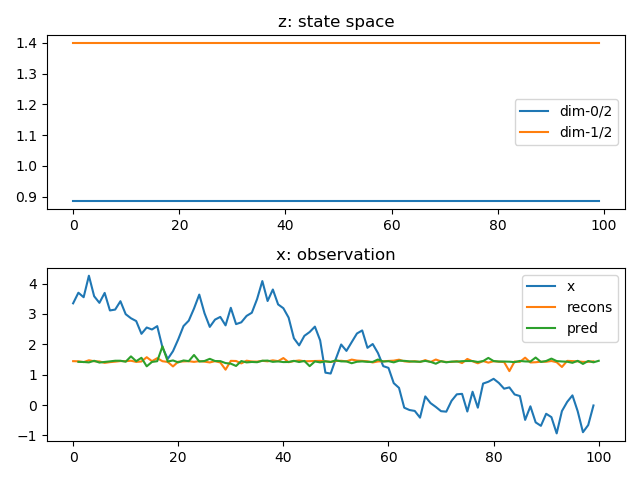 z: state space
1.4
1.3
1.2
1.1
1.0
0.9
dim-0/2
dim-1/2
0 20 40 60 80 100
x: observation
4
3
2
1
0
−1
x
recons
pred
0 20 40 60 80 100